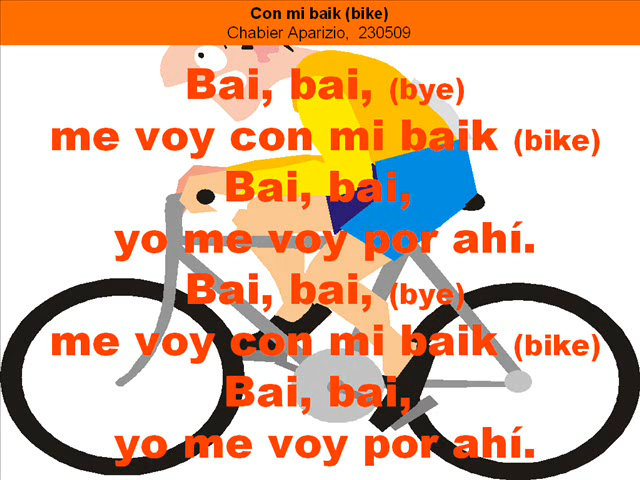 Con mi baik (bike)
Chabier Aparizio,  230509
Bai, bai, (bye)
me voy con mi baik (bike)
Bai, bai,
yo me voy por ahí.
Bai, bai, (bye)
me voy con mi baik (bike)
Bai, bai,
yo me voy por ahí.